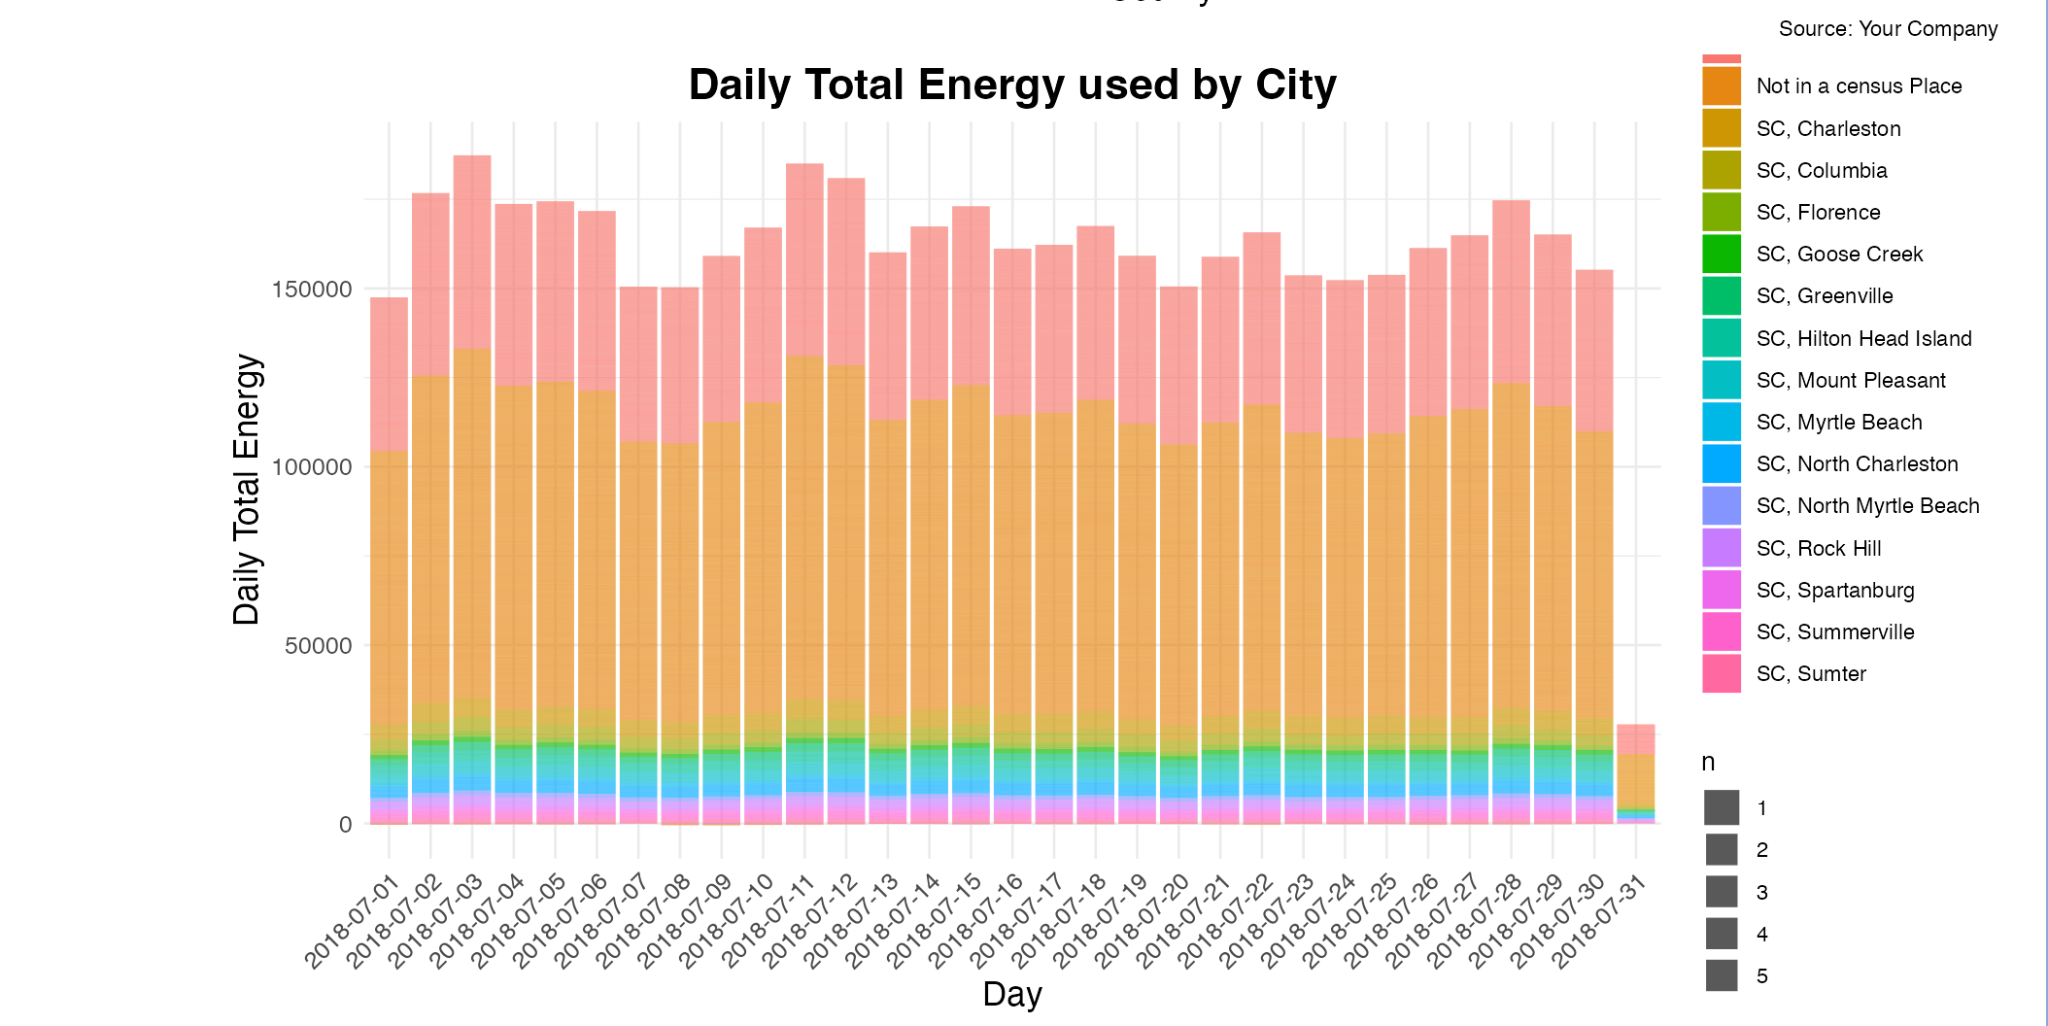 Source: Your Company
Daily Total Energy used by City
Daily Total Energy
150000
100000
50000
0
2018-07-01
2018-07-02
2018-07-03
2018-07-04
2018-07-05
2018-07-06
2018-07-07
2018-07-08
2018-07-09
2018-07-10
2018-07-11
2018-07-12
2018-07-13
2018-07-14
2018-07-15
2018-07-16
2018-07-17
2018-07-18
2018-07-19
2018-07-20
2018-07-21
2018-07-22
2018-07-23
2018-07-24
2018-07-25
2018-07-26
2018-07-27
2018-07-28
2018-07-29
2018-07-30
2018-07-31
Day
Not in a census Place
SC, Charleston
SC, Columbia
SC, Florence
SC, Goose Creek
SC, Greenville
SC, Hilton Head Island
SC, Mount Pleasant
SC, Myrtle Beach
SC, North Charleston
SC, North Myrtle Beach
SC, Rock Hill
SC, Spartanburg
SC, Summerville
SC, Sumter
n
1
2
3
4
5